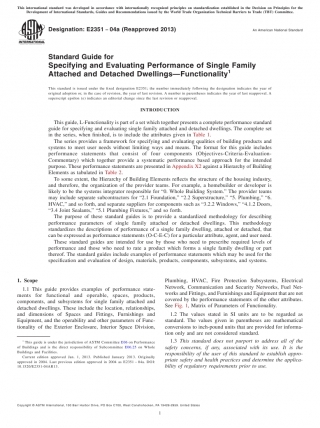 This international standard was developed in accordance with internationally recognized principles on standardization established in the Decision on Principles for the
Development of International Standards, Guides and Recommendations issued by the World Trade Organization Technical Barriers to Trade (TBT) Committee.
Designation: E2351 - 04a (Reapproved 2013)
An American National Standard
Standard Guide for
Specifying and Evaluating Performance of Single Family
Attached and Detached Dwellings—Functionality1
This standard is issued under the fixed designation E2351; the number immediately following the designation indicates the year of
original adoption or, in the case of revision, the year of last revision. A number in parentheses indicates the year of last reapproval. A
superscript epsilon (´) indicates an editorial change since the last revision or reapproval.
INTRODUCTION
This guide, L-Functionality is part of a set which together presents a complete performance standard
guide for specifying and evaluating single family attached and detached dwellings. The complete set
in the series, when finished, is to include the attributes given in Table 1.
The series provides a framework for specifying and evaluating qualities of building products and
systems to meet user needs without limiting ways and means. The format for this guide includes
performance statements that consist of four components (Objectives-Criteria-Evaluation-
Commentary) which together provide a systematic performance based approach for the intended
purpose. These performance statements are presented in Appendix X2 against a Hierarchy of Building
Elements as tabulated in Table 2.
To some extent, the Hierarchy of Building Elements reflects the structure of the housing industry,
and therefore, the organization of the provider teams. For example, a homebuilder or developer is
likely to be the systems integrator responsible for "0. Whole Building System." The provider teams
may include separate subcontractors for "2.1 Foundation," "2.2 Superstructure," "5. Plumbing," "6.
HVAC," and so forth, and separate suppliers for components such as "3.2.2 Windows," "4.1.2 Doors,
"3.4 Joint Sealants," "5.1 Plumbing Fixtures," and so forth.
The purpose of these standard guides is to provide a standardized methodology for describing
performance parameters of single family attached or detached dwellings. This methodology
standardizes the descriptions of performance of a single family dwelling, attached, or detached, that
can be expressed as performance statements (O-C-E-C) for a particular attribute, agent, and user need.
These standard guides are intended for use by those who need to prescribe required levels of
performance and those who need to rate a product which forms a single family dwelling or part
thereof. The standard guides include examples of performance statements which may be used for the
specification and evaluation of design, materials, products, components, subsystems, and systems.
1. Scope
1.1 This guide provides examples of performance state-
ments for functional and operable; spaces, products,
components, and subsystems for single family attached and
detached dwellings. These include the location, relationships,
and dimensions of Spaces and Fittings, Furnishings and
Equipment, and the operability and other parameters of Func-
tionality of the Exterior Enclosure, Interior Space Division,
1 This guide is under the jurisdiction of ASTM Committee E06 on Performance
of Buildings and is the direct responsibility of Subcommittee E06.25 on Whole
Buildings and Facilities.
Current edition approved Jan. 1, 2013. Published January 2013. Originally
approved in 2004. Last previous edition approved in 2004 as E2351 – 04a. DOI:
10.1520/E2351-04AR13.
Plumbing, HVAC, Fire Protection Subsystems, Electrical
Network, Communication and Security Networks, Fuel Net-
works and Fittings, and Furnishings and Equipment that are not
covered by the performance statements of the other attributes.
See Fig. 1, Matrix of Parameters of Functionality.
1.2 The values stated in SI units are to be regarded as
standard. The values given in parentheses are mathematical
conversions to inch-pound units that are provided for informa-
tion only and are not considered standard.
1.3 This standard does not purport to address all of the
safety concerns, if any, associated with its use. It is the
responsibility of the user of this standard to establish appro-
priate safety and health practices and determine the applica-
bility of regulatory requirements prior to use.
Copyright © ASTM International, 100 Barr Harbor Drive, PO Box C700, West Conshohocken, PA 19428-2959. United States
1